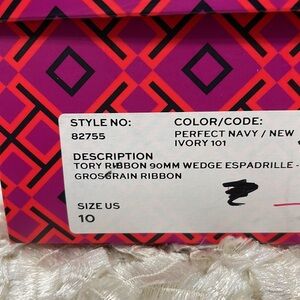 STYLE NO: COLOR/CODE:
82755 PERFECT NAVY / NEW
IVORY 101
DESCRIPTION
TORY RIBBON 90MM WEDGE ESPADRILLE -
GROSGRAIN RIBBON
SIZE US
10